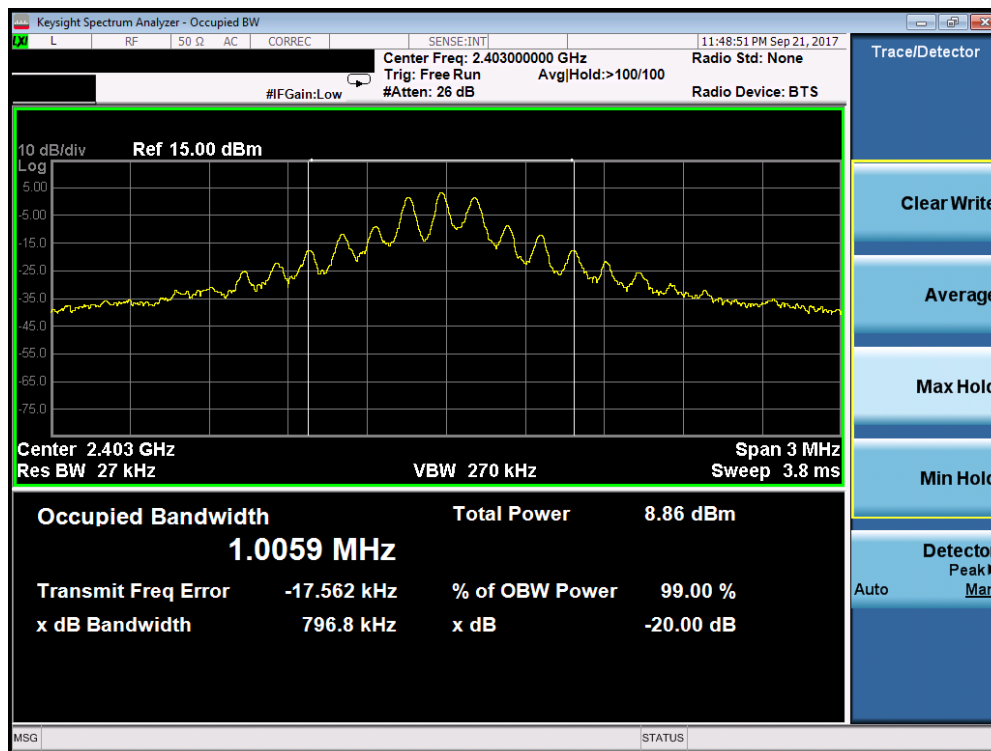 Keysight Spectrum Analyzer - Occupied BW
LXI L RF 50 Ω AC CORREC SENSE:INT 11:48:51 PM Sep 21, 2017
Center Freq: 2.403000000 GHz Radio Std: None
Trig: Free Run Avg|Hold:>100/100
#IFGain:Low #Atten: 26 dB Radio Device: BTS
Trace/Detector
10 dB/div Ref 15.00 dBm
Log
5.00
-5.00
-15.0
-25.0
-35.0
-45.0
-55.0
-65.0
-75.0
Center 2.403 GHz Span 3 MHz
Res BW 27 kHz VBW 270 kHz Sweep 3.8 ms
Clear Write
Average
Max Hold
Min Hold
Detector
Peak
Auto Man
Occupied Bandwidth Total Power 8.86 dBm
1.0059 MHz
Transmit Freq Error -17.562 kHz % of OBW Power 99.00 %
x dB Bandwidth 796.8 kHz x dB -20.00 dB
MSG STATUS